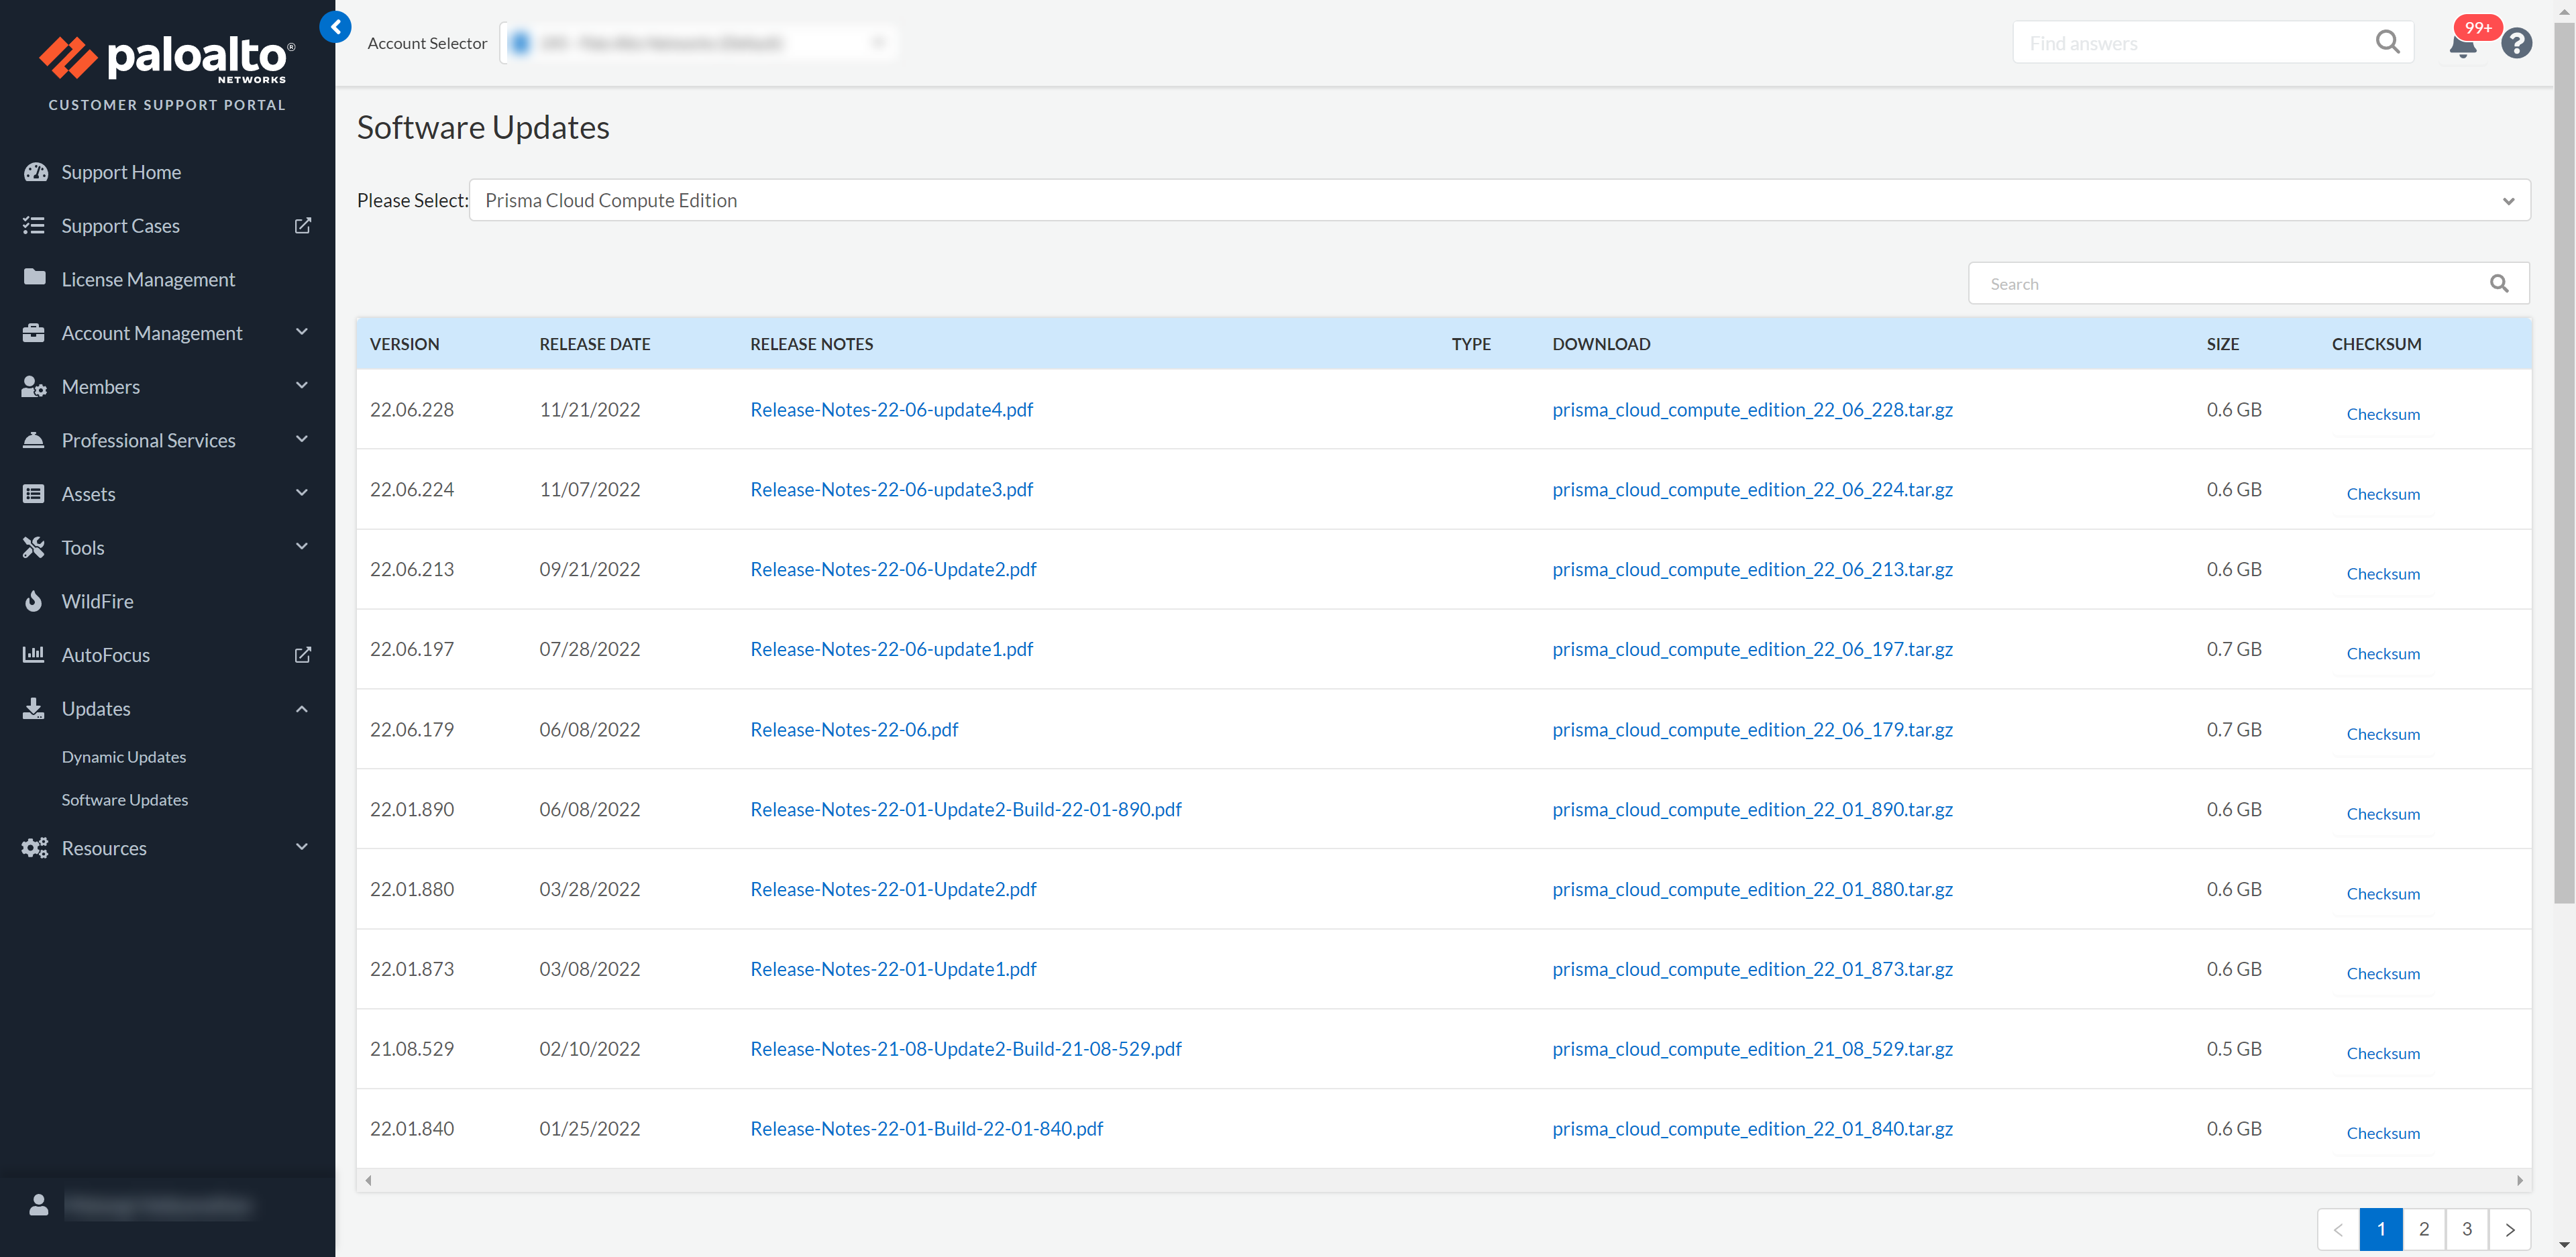 paloalto®
NETWORKS
CUSTOMER SUPPORT PORTAL
Support Home
Support Cases
License Management
Account Management
Members
Professional Services
Assets
Tools
WildFire
AutoFocus
Updates
Dynamic Updates
Software Updates
Resources
Account Selector
Find answers
99+
Software Updates
Please Select: Prisma Cloud Compute Edition
Search
VERSION RELEASE DATE RELEASE NOTES TYPE DOWNLOAD SIZE CHECKSUM
22.06.228 11/21/2022 Release-Notes-22-06-update4.pdf prisma_cloud_compute_edition_22_06_228.tar.gz 0.6 GB Checksum
22.06.224 11/07/2022 Release-Notes-22-06-update3.pdf prisma_cloud_compute_edition_22_06_224.tar.gz 0.6 GB Checksum
22.06.213 09/21/2022 Release-Notes-22-06-Update2.pdf prisma_cloud_compute_edition_22_06_213.tar.gz 0.6 GB Checksum
22.06.197 07/28/2022 Release-Notes-22-06-update1.pdf prisma_cloud_compute_edition_22_06_197.tar.gz 0.7 GB Checksum
22.06.179 06/08/2022 Release-Notes-22-06.pdf prisma_cloud_compute_edition_22_06_179.tar.gz 0.7 GB Checksum
22.01.890 06/08/2022 Release-Notes-22-01-Update2-Build-22-01-890.pdf prisma_cloud_compute_edition_22_01_890.tar.gz 0.6 GB Checksum
22.01.880 03/28/2022 Release-Notes-22-01-Update2.pdf prisma_cloud_compute_edition_22_01_880.tar.gz 0.6 GB Checksum
22.01.873 03/08/2022 Release-Notes-22-01-Update1.pdf prisma_cloud_compute_edition_22_01_873.tar.gz 0.6 GB Checksum
21.08.529 02/10/2022 Release-Notes-21-08-Update2-Build-21-08-529.pdf prisma_cloud_compute_edition_21_08_529.tar.gz 0.5 GB Checksum
22.01.840 01/25/2022 Release-Notes-22-01-Build-22-01-840.pdf prisma_cloud_compute_edition_22_01_840.tar.gz 0.6 GB Checksum
1 2 3